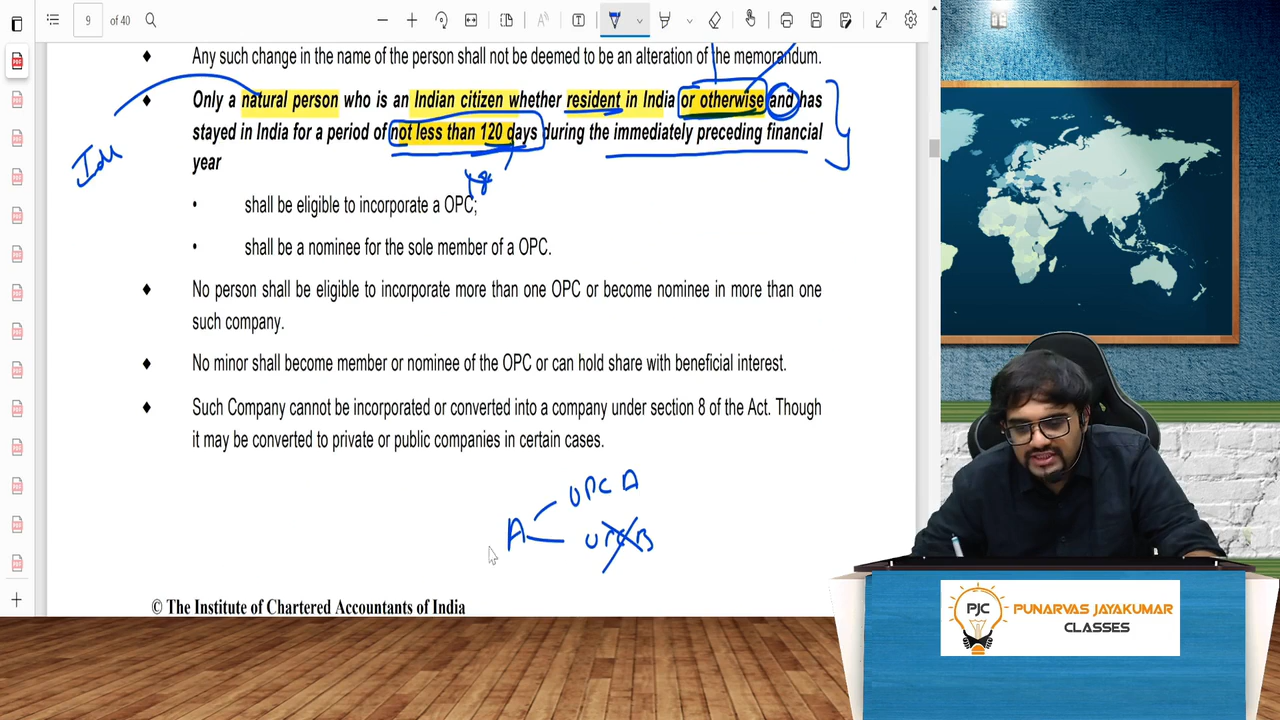 9 of 40
Any such change in the name of the person shall not be deemed to be an alteration of the memorandum.
Only a natural person who is an Indian citizen whether resident in India or otherwise and has
stayed in India for a period of not less than 120 days during the immediately preceding financial
year
shall be eligible to incorporate a OPC;
shall be a nominee for the sole member of a OPC.
No person shall be eligible to incorporate more than one OPC or become nominee in more than one
such company.
No minor shall become member or nominee of the OPC or can hold share with beneficial interest.
Such Company cannot be incorporated or converted into a company under section 8 of the Act. Though
it may be converted to private or public companies in certain cases.
OPC A
A
OPC B
© The Institute of Chartered Accountants of India
PJC
PUNARVAS JAYAKUMAR
CLASSES